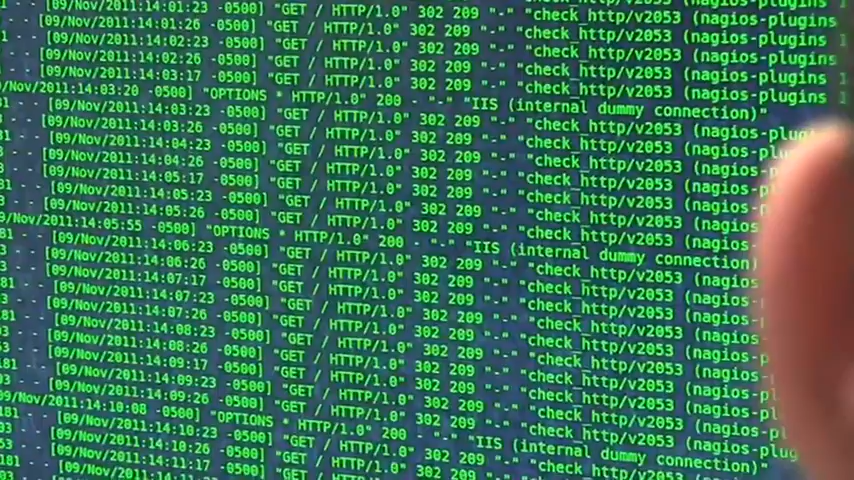 - - [09/Nov/2011:14:01:23 -0500] "GET / HTTP/1.0" 302 209 "-" "check_http/v2053 (nagios-plugins
- - [09/Nov/2011:14:01:26 -0500] "GET / HTTP/1.0" 302 209 "-" "check_http/v2053 (nagios-plugins 1
- - [09/Nov/2011:14:02:23 -0500] "GET / HTTP/1.0" 302 209 "-" "check_http/v2053 (nagios-plugins 1
- - [09/Nov/2011:14:02:26 -0500] "GET / HTTP/1.0" 302 209 "-" "check_http/v2053 (nagios-plugins 1
- - [09/Nov/2011:14:03:17 -0500] "GET / HTTP/1.0" 302 209 "-" "check_http/v2053 (nagios-plugins 1
/Nov/2011:14:03:20 -0500] "OPTIONS * HTTP/1.0" 200 - "-" "IIS (internal dummy connection)"
- - [09/Nov/2011:14:03:23 -0500] "GET / HTTP/1.0" 302 209 "-" "check_http/v2053 (nagios-plugins
- - [09/Nov/2011:14:03:26 -0500] "GET / HTTP/1.0" 302 209 "-" "check_http/v2053
- - [09/Nov/2011:14:04:23 -0500] "GET / HTTP/1.0" 302 209 "-" "check_http/v2053
- - [09/Nov/2011:14:04:26 -0500] "GET / HTTP/1.0" 302 209 "-" "check_http/v2053
- - [09/Nov/2011:14:05:17 -0500] "GET / HTTP/1.0" 302 209 "-" "check_http/v2053
- - [09/Nov/2011:14:05:23 -0500] "GET / HTTP/1.0" 302 209 "-" "check_http/v2053
- - [09/Nov/2011:14:05:26 -0500] "GET / HTTP/1.0" 302 209 "-" "check_http/v2053
/Nov/2011:14:05:55 -0500] "OPTIONS * HTTP/1.0" 200 - "-" "IIS (internal dummy connection)
- - [09/Nov/2011:14:06:23 -0500] "GET / HTTP/1.0" 302 209 "-" "check_http/v2053
- - [09/Nov/2011:14:06:26 -0500] "GET / HTTP/1.0" 302 209 "-" "check_http/v2053
- - [09/Nov/2011:14:07:17 -0500] "GET / HTTP/1.0" 302 209 "-" "check_http/v2053
- - [09/Nov/2011:14:07:23 -0500] "GET / HTTP/1.0" 302 209 "-" "check_http/v2053
- - [09/Nov/2011:14:07:26 -0500] "GET / HTTP/1.0" 302 209 "-" "check_http/v2053
- - [09/Nov/2011:14:08:23 -0500] "GET / HTTP/1.0" 302 209 "-" "check_http/v2053
- - [09/Nov/2011:14:08:26 -0500] "GET / HTTP/1.0" 302 209 "-" "check_http/v2053
- - [09/Nov/2011:14:09:17 -0500] "GET / HTTP/1.0" 302 209 "-" "check_http/v2053
- - [09/Nov/2011:14:09:23 -0500] "GET / HTTP/1.0" 302 209 "-" "check_http/v2053
- - [09/Nov/2011:14:09:26 -0500] "GET / HTTP/1.0" 302 209 "-" "check_http/v2053
/Nov/2011:14:10:08 -0500] "OPTIONS * HTTP/1.0" 200 - "-" "IIS (internal dummy connection)"
- - [09/Nov/2011:14:10:23 -0500] "GET / HTTP/1.0" 302 209 "-" "check_http/v2053
- - [09/Nov/2011:14:10:26 -0500] "GET / HTTP/1.0" 302 209
- - [09/Nov/2011:14:11:17 -0500] "GET / HTTP/1.0"